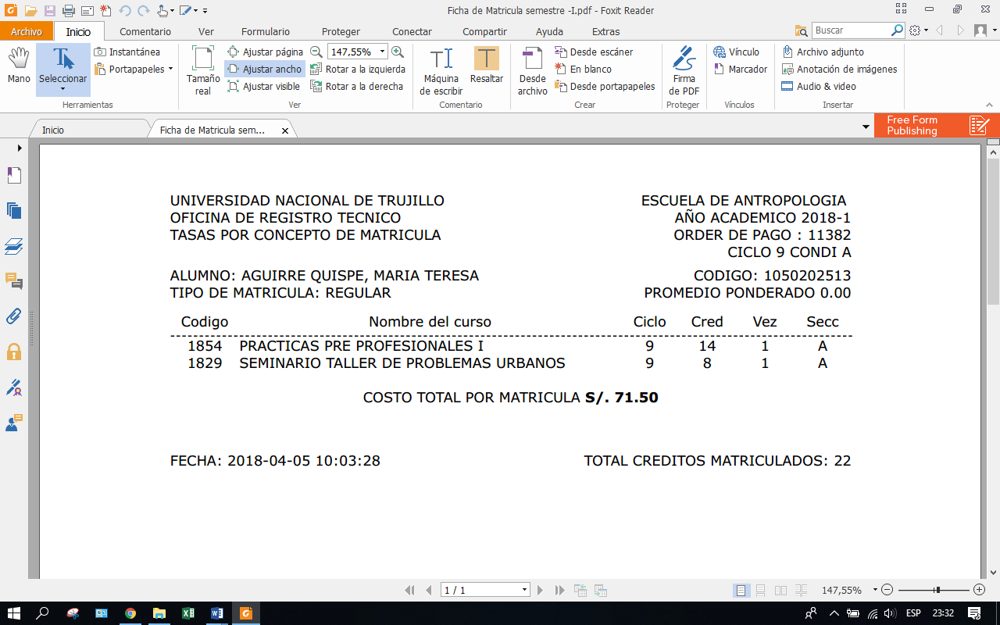 Ficha de Matricula semestre -I.pdf - Foxit Reader
Archivo Inicio Comentario Ver Formulario Proteger Conectar Compartir Ayuda Extras Buscar
Mano Seleccionar Instantánea Portapapeles Herramientas
Tamaño real Ajustar página Ajustar ancho Ajustar visible 147,55% Rotar a la izquierda Rotar a la derecha Ver
Máquina de escribir Resaltar Comentario
Desde archivo Desde escáner En blanco Desde portapapeles Crear
Firma de PDF Proteger
Vínculo Marcador Vínculos
Archivo adjunto Anotación de imágenes Audio & video Insertar
Inicio Ficha de Matricula sem... Free Form Publishing
UNIVERSIDAD NACIONAL DE TRUJILLO ESCUELA DE ANTROPOLOGIA
OFICINA DE REGISTRO TECNICO AÑO ACADEMICO 2018-1
TASAS POR CONCEPTO DE MATRICULA ORDER DE PAGO : 11382
CICLO 9 CONDI A
ALUMNO: AGUIRRE QUISPE, MARIA TERESA CODIGO: 1050202513
TIPO DE MATRICULA: REGULAR PROMEDIO PONDERADO 0.00
Codigo Nombre del curso Ciclo Cred Vez Secc
1854 PRACTICAS PRE PROFESIONALES I 9 14 1 A
1829 SEMINARIO TALLER DE PROBLEMAS URBANOS 9 8 1 A
COSTO TOTAL POR MATRICULA S/. 71.50
FECHA: 2018-04-05 10:03:28 TOTAL CREDITOS MATRICULADOS: 22
1 / 1 147,55%
ESP 23:32